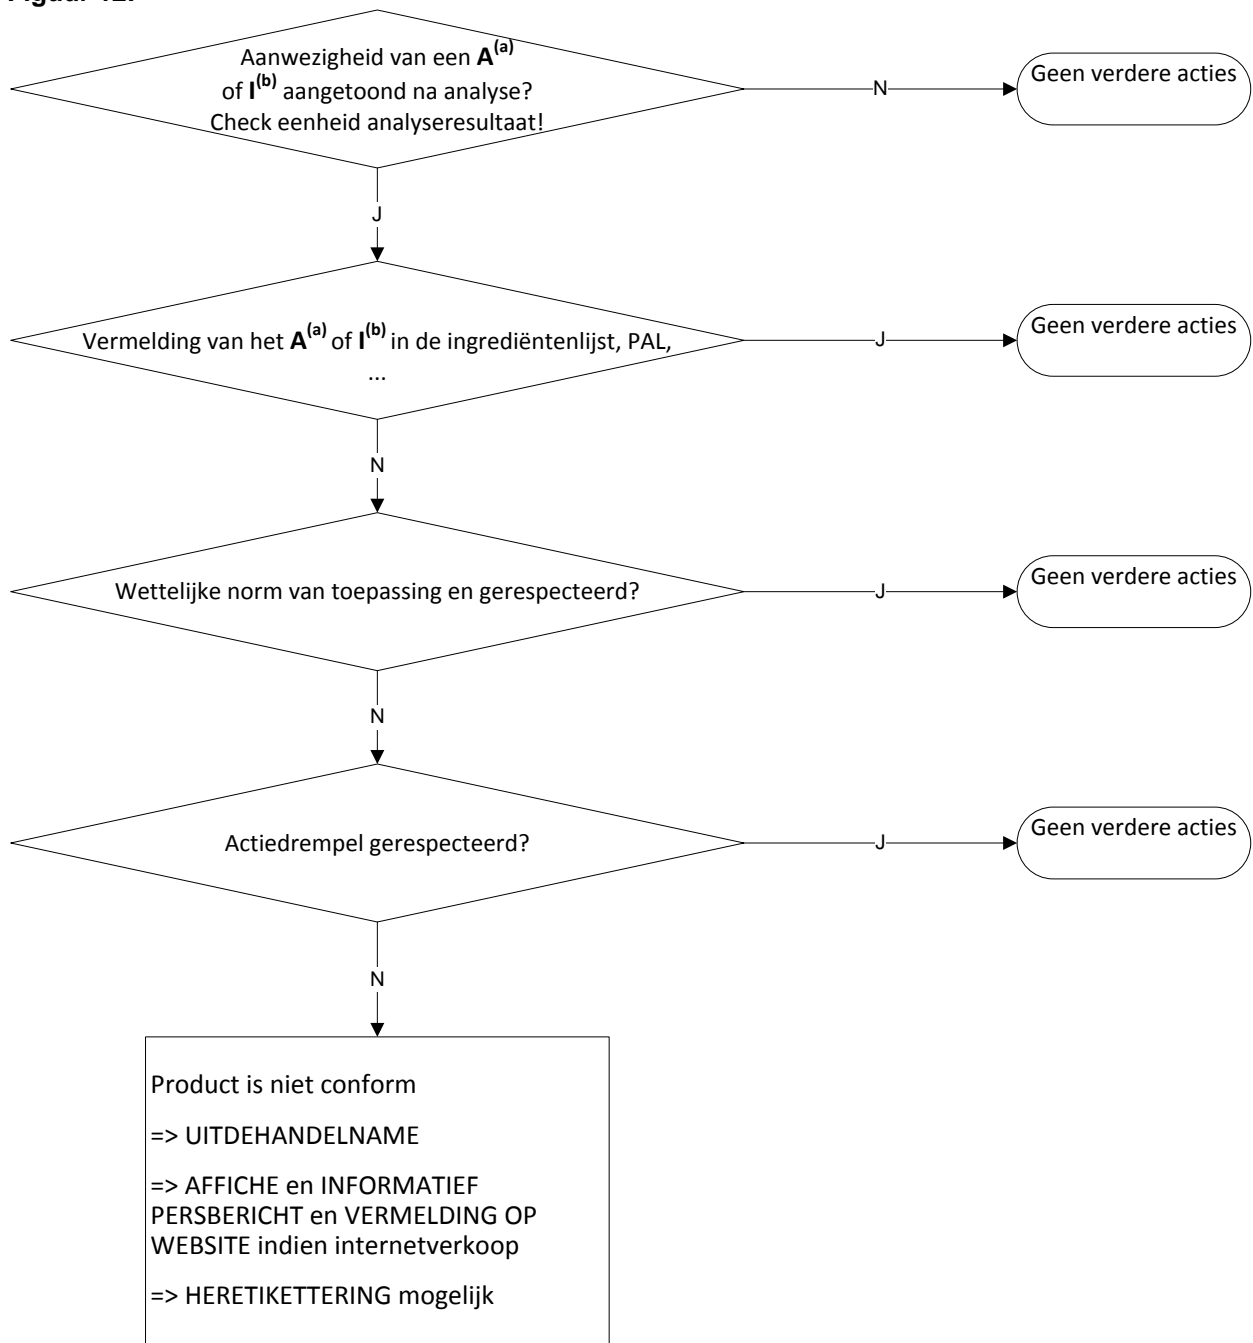 Figuur 12.
Aanwezigheid van een A(a)
of I(b) aangetoond na analyse?
Check eenheid analyseresultaat!
N
Geen verdere acties
J
Vermelding van het A(a) of I(b) in de ingrediëntenlijst, PAL,
...
J
Geen verdere acties
N
Wettelijke norm van toepassing en gerespecteerd?
J
Geen verdere acties
N
Actiedrempel gerespecteerd?
J
Geen verdere acties
N
Product is niet conform
=> UITDEHANDELNAME
=> AFFICHE en INFORMATIEF
PERSBERICHT en VERMELDING OP
WEBSITE indien internetverkoop
=> HERETIKETTERING mogelijk